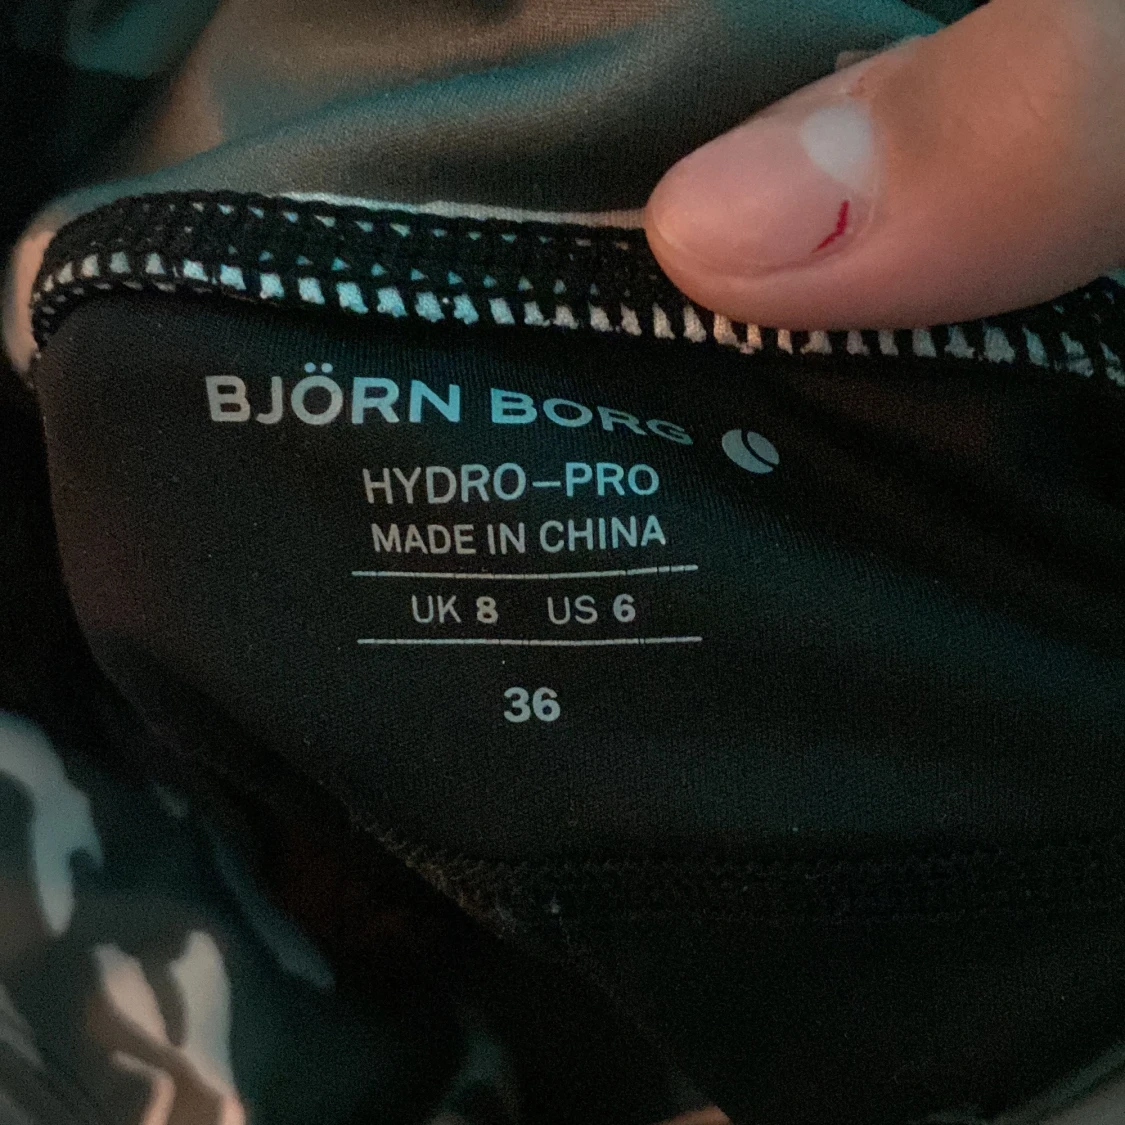 BJÖRN BORG
HYDRO–PRO
MADE IN CHINA
UK 8 US 6
36